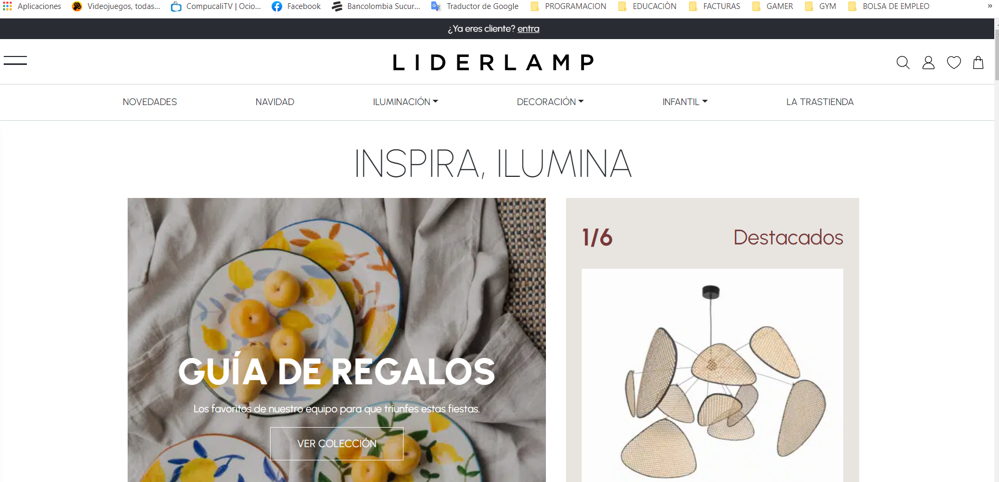 Aplicaciones Videojuegos, todas... CompucaliTV | Ocio... Facebook Bancolombia Sucur... Traductor de Google PROGRAMACION EDUCACIÒN FACTURAS GAMER GYM BOLSA DE EMPLEO »
¿Ya eres cliente? entra
LIDERLAMP
NOVEDADES NAVIDAD ILUMINACIÓN DECORACIÓN INFANTIL LA TRASTIENDA
INSPIRA, ILUMINA
GUÍA DE REGALOS
Los favoritos de nuestro equipo para que triunfes estas fiestas.
VER COLECCIÓN
1/6 Destacados